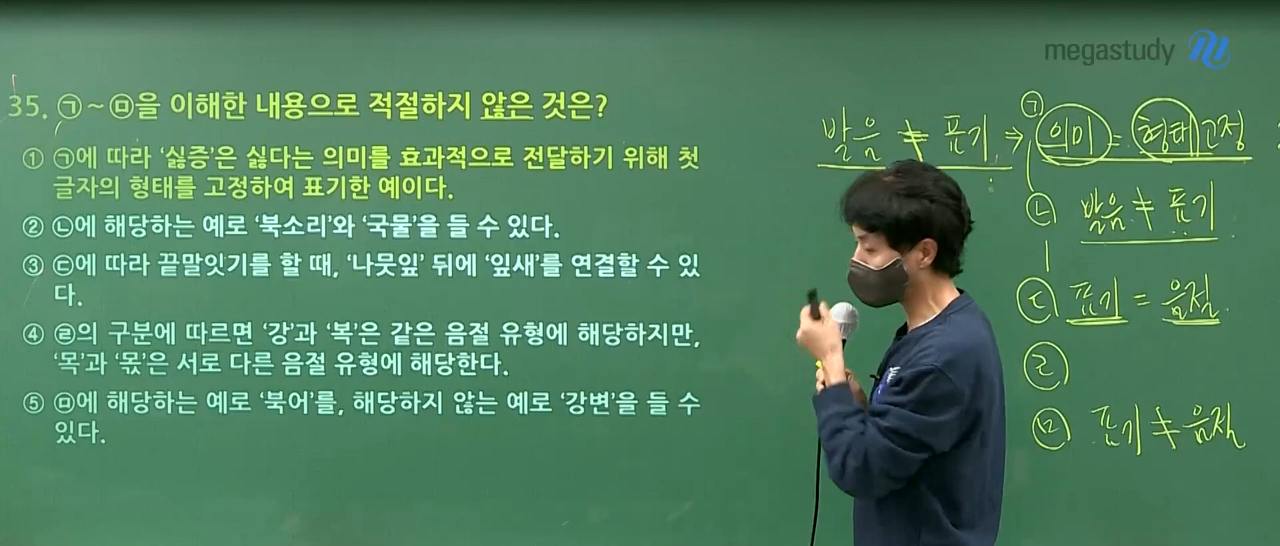 megastudy
35. ㉠~㉤을 이해한 내용으로 적절하지 않은 것은?
① ㉠에 따라 '싫증'은 싫다는 의미를 효과적으로 전달하기 위해 첫
글자의 형태를 고정하여 표기한 예이다.
② ㉡에 해당하는 예로 '북소리'와 '국물'을 들 수 있다.
③ ㉢에 따라 끝말잇기를 할 때, '나뭇잎' 뒤에 '잎새'를 연결할 수 있
다.
④ ㉣의 구분에 따르면 '강'과 '복'은 같은 음절 유형에 해당하지만,
'목'과 '몫'은 서로 다른 음절 유형에 해당한다.
⑤ ㉤에 해당하는 예로 '북어'를, 해당하지 않는 예로 '강변'을 들 수
있다.
발음 ≠ 표기 → ㉠ 의미 = 형태고정
㉡ 발음 ≠ 표기
㉢ 표기 = 음절
㉣
㉤ 표기 ≠ 음절